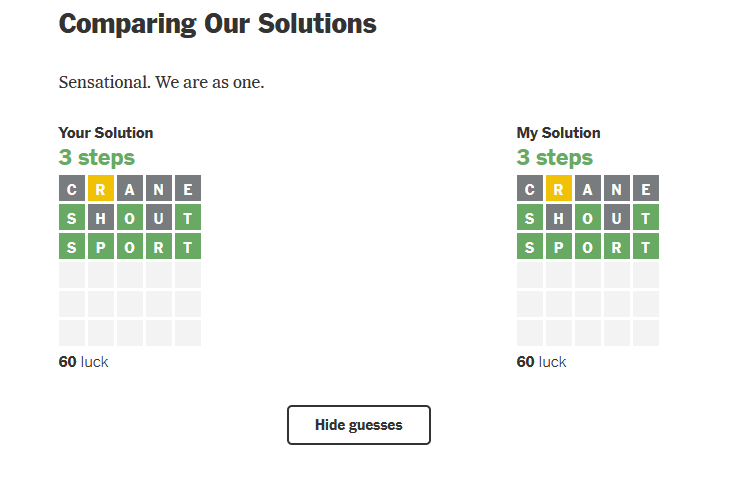 Comparing Our Solutions
Sensational. We are as one.
Your Solution
3 steps
C R A N E
S H O U T
S P O R T
60 luck
My Solution
3 steps
C R A N E
S H O U T
S P O R T
60 luck
Hide guesses